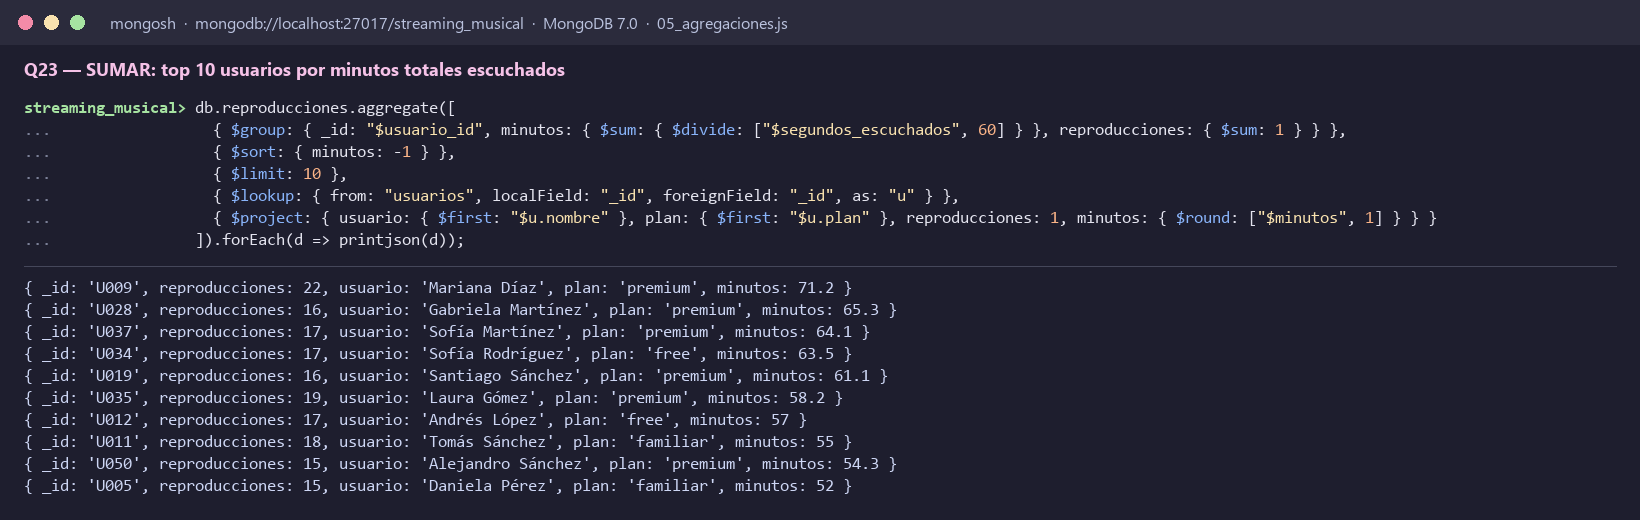 mongosh · mongodb://localhost:27017/streaming_musical · MongoDB 7.0 · 05_agregaciones.js
Q23 — SUMAR: top 10 usuarios por minutos totales escuchados
streaming_musical> db.reproducciones.aggregate([
...                  { $group: { _id: "$usuario_id", minutos: { $sum: { $divide: ["$segundos_escuchados", 60] } }, reproducciones: { $sum: 1 } } },
...                  { $sort: { minutos: -1 } },
...                  { $limit: 10 },
...                  { $lookup: { from: "usuarios", localField: "_id", foreignField: "_id", as: "u" } },
...                  { $project: { usuario: { $first: "$u.nombre" }, plan: { $first: "$u.plan" }, reproducciones: 1, minutos: { $round: ["$minutos", 1] } } }
...                ]).forEach(d => printjson(d));
{ _id: 'U009', reproducciones: 22, usuario: 'Mariana Díaz', plan: 'premium', minutos: 71.2 }
{ _id: 'U028', reproducciones: 16, usuario: 'Gabriela Martínez', plan: 'premium', minutos: 65.3 }
{ _id: 'U037', reproducciones: 17, usuario: 'Sofía Martínez', plan: 'premium', minutos: 64.1 }
{ _id: 'U034', reproducciones: 17, usuario: 'Sofía Rodríguez', plan: 'free', minutos: 63.5 }
{ _id: 'U019', reproducciones: 16, usuario: 'Santiago Sánchez', plan: 'premium', minutos: 61.1 }
{ _id: 'U035', reproducciones: 19, usuario: 'Laura Gómez', plan: 'premium', minutos: 58.2 }
{ _id: 'U012', reproducciones: 17, usuario: 'Andrés López', plan: 'free', minutos: 57 }
{ _id: 'U011', reproducciones: 18, usuario: 'Tomás Sánchez', plan: 'familiar', minutos: 55 }
{ _id: 'U050', reproducciones: 15, usuario: 'Alejandro Sánchez', plan: 'premium', minutos: 54.3 }
{ _id: 'U005', reproducciones: 15, usuario: 'Daniela Pérez', plan: 'familiar', minutos: 52 }